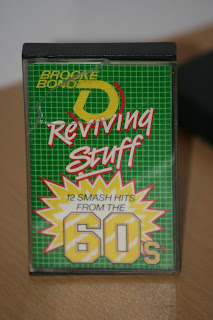 BROOKE
BOND
D
Reviving
Stuff
12 SMASH HITS
FROM THE
60s